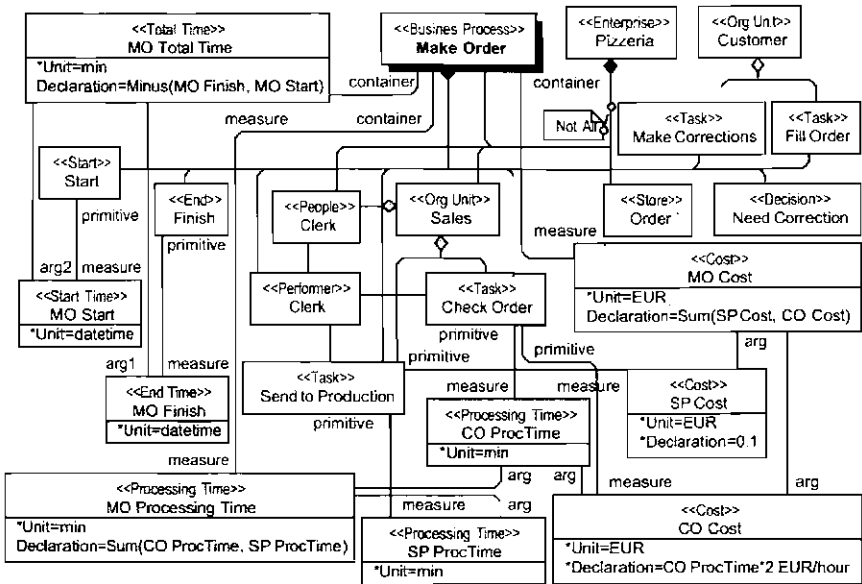 <<Total Time>>
MO Total Time
*Unit=min
Declaration=Minus(MO Finish, MO Start)
<<Busines Process>>
Make Order
<<Enterprise>>
Pizzeria
<<Org Unit>>
Customer
container
measure
container
container
Not All
<<Task>>
Make Corrections
<<Task>>
Fill Order
<<Start>>
Start
<<End>>
Finish
primitive
primitive
<<People>>
Clerk
<<Org Unit>>
Sales
<<Store>>
Order
<<Decision>>
Need Correction
measure
<<Cost>>
MO Cost
*Unit=EUR
Declaration=Sum(SP Cost, CO Cost)
arg2 measure
<<Start Time>>
MO Start
*Unit=datetime
<<Performer>>
Clerk
<<Task>>
Check Order
primitive
primitive
primitive
arg
arg1 measure
<<Task>>
Send to Production
primitive
measure
measure
<<Cost>>
SP Cost
*Unit=EUR
*Declaration=0.1
<<End Time>>
MO Finish
*Unit=datetime
<<Processing Time>>
CO ProcTime
*Unit=min
measure
arg
arg
measure
arg
<<Processing Time>>
MO Processing Time
*Unit=min
Declaration=Sum(CO ProcTime, SP ProcTime)
measure
arg
<<Processing Time>>
SP ProcTime
*Unit=min
<<Cost>>
CO Cost
*Unit=EUR
*Declaration=CO ProcTime*2 EUR/hour